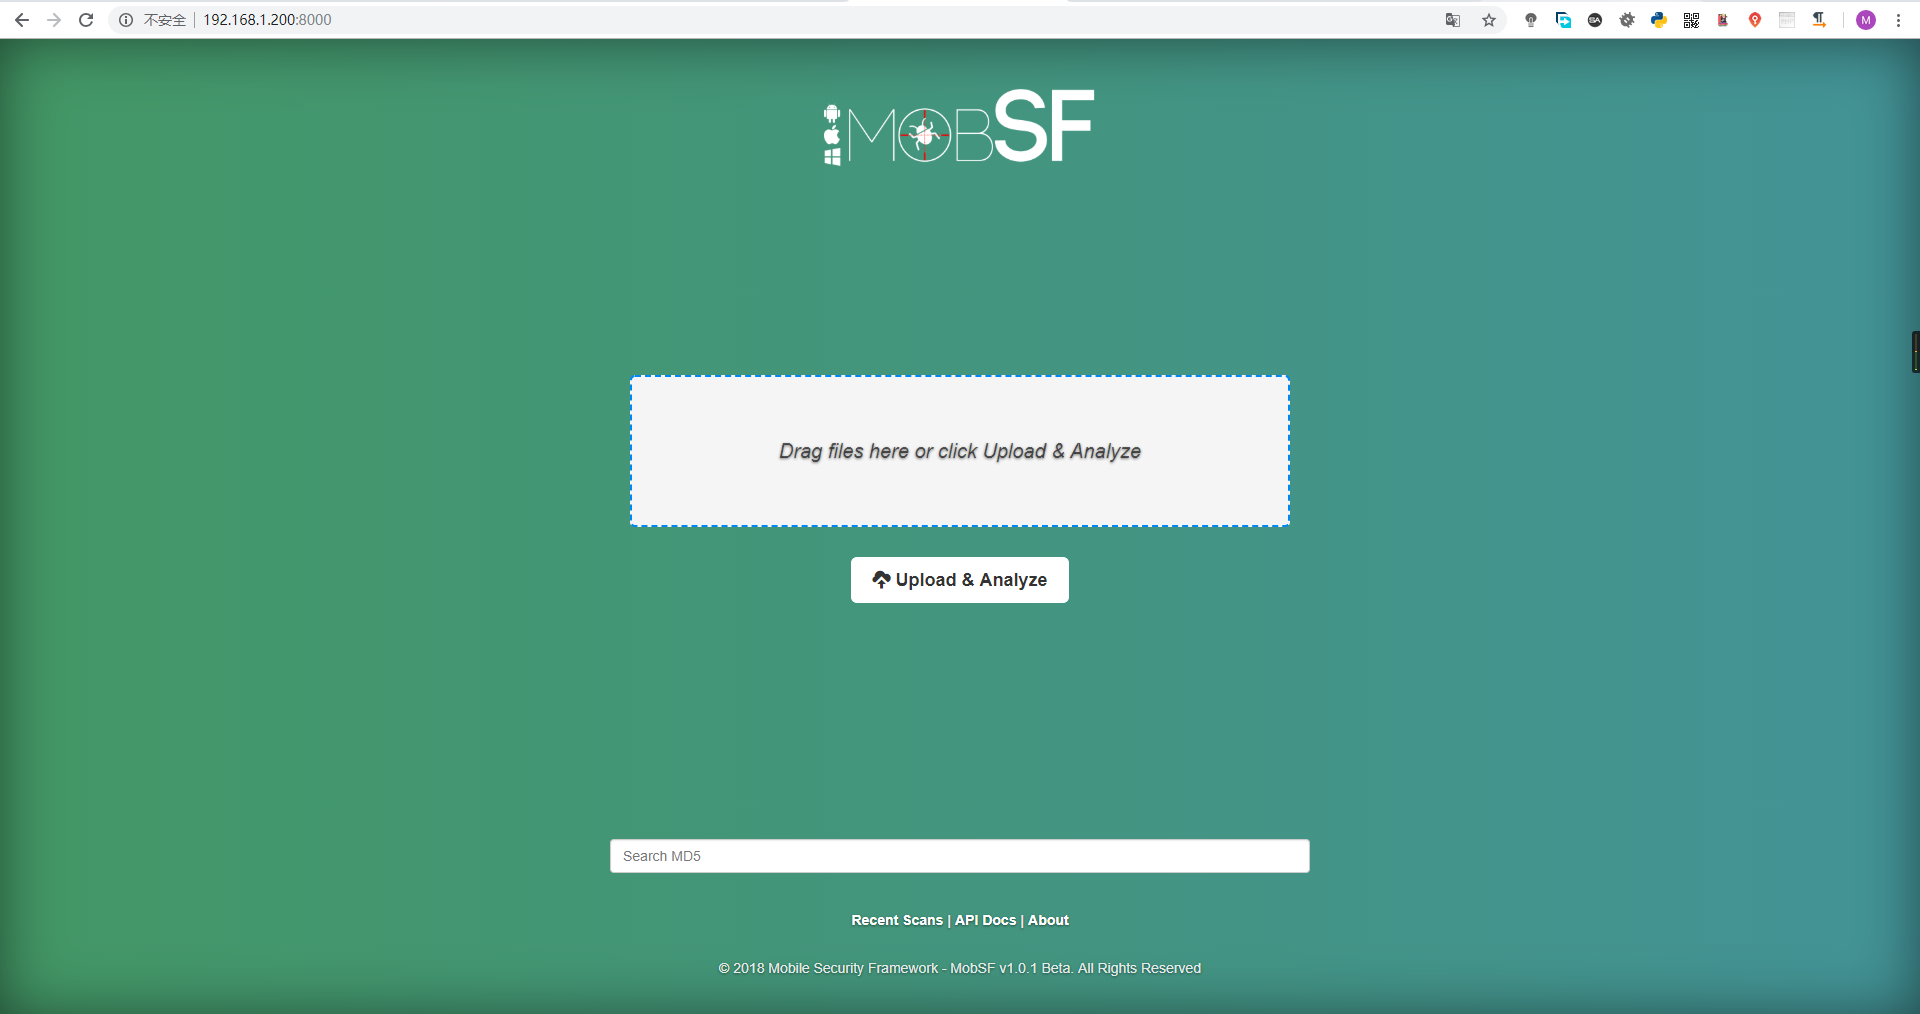 不安全 192.168.1.200:8000
M
MOBSF
Drag files here or click Upload & Analyze
Upload & Analyze
Search MD5
Recent Scans | API Docs | About
© 2018 Mobile Security Framework - MobSF v1.0.1 Beta. All Rights Reserved